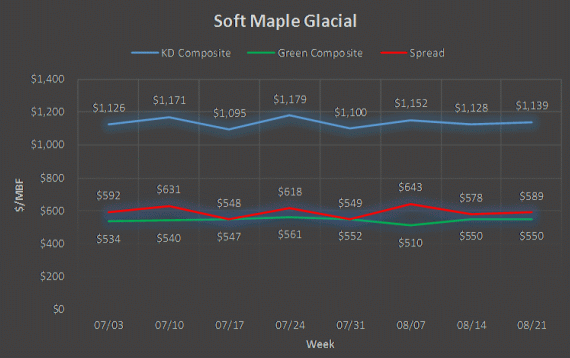 Soft Maple Glacial
KD Composite Green Composite Spread
$1,400
$1,200
$1,000
$800
$600
$400
$200
$0
$/MBF
$1,126 $1,171 $1,095 $1,179 $1,100 $1,152 $1,128 $1,139
$592 $631 $548 $618 $549 $643 $578 $589
$534 $540 $547 $561 $552 $510 $550 $550
07/03 07/10 07/17 07/24 07/31 08/07 08/14 08/21
Week